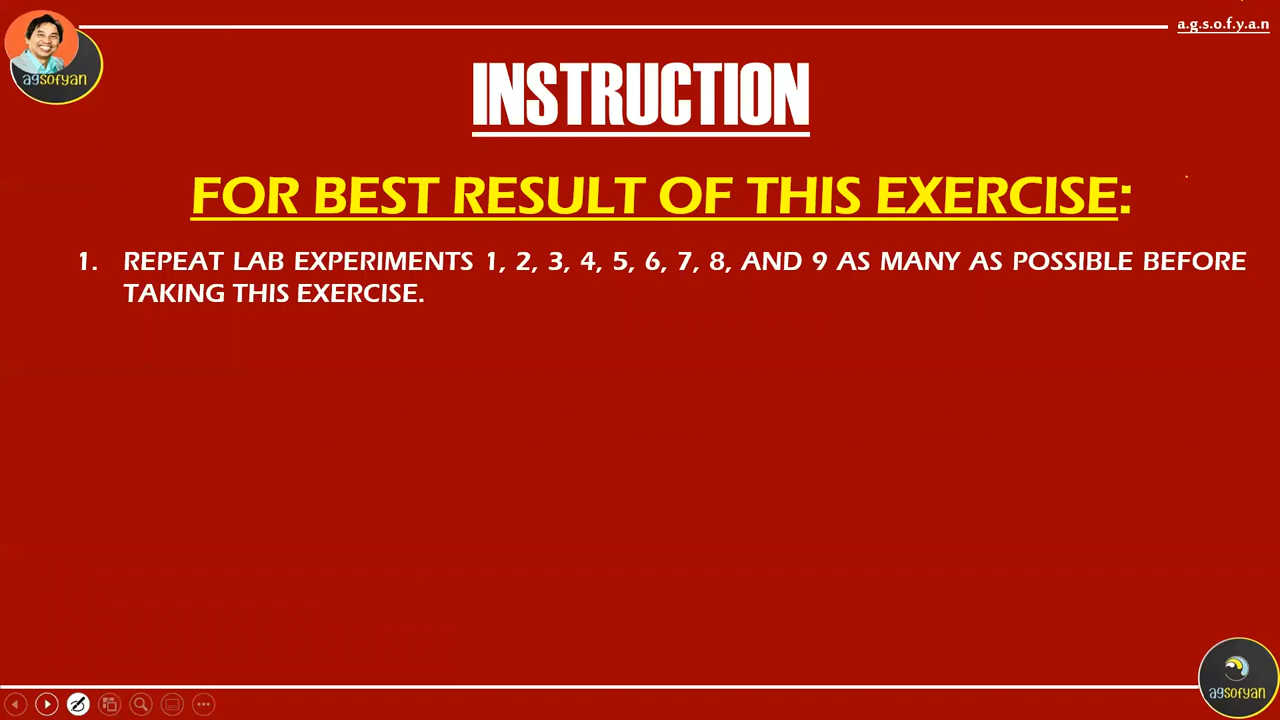 a.g.s.o.f.y.a.n
agsofyan
INSTRUCTION
FOR BEST RESULT OF THIS EXERCISE:
1. REPEAT LAB EXPERIMENTS 1, 2, 3, 4, 5, 6, 7, 8, AND 9 AS MANY AS POSSIBLE BEFORE
TAKING THIS EXERCISE.
agsofyan